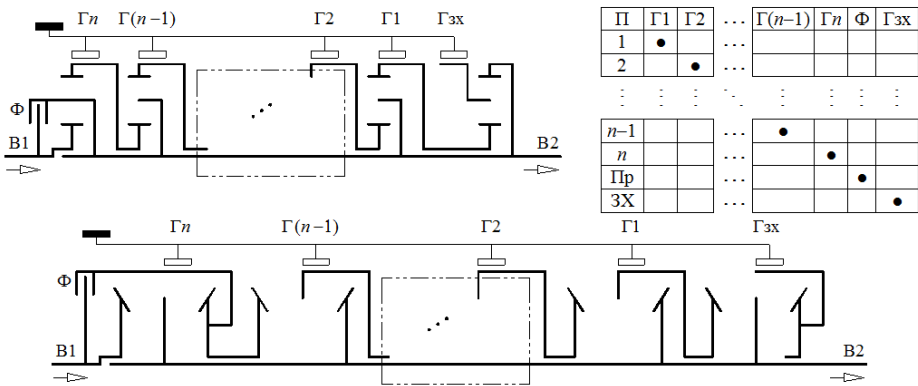 Гn Г(n–1) Г2 Г1 Гзх
Ф
В1 В2
П Г1 Г2 ... Г(n–1) Гn Ф Гзх
1 ● ...
2 ● ...
n–1 ... ●
n ... ●
Пр ... ●
ЗХ ... ●
Гn Г(n–1) Г2 Г1 Гзх
Ф
В1 В2